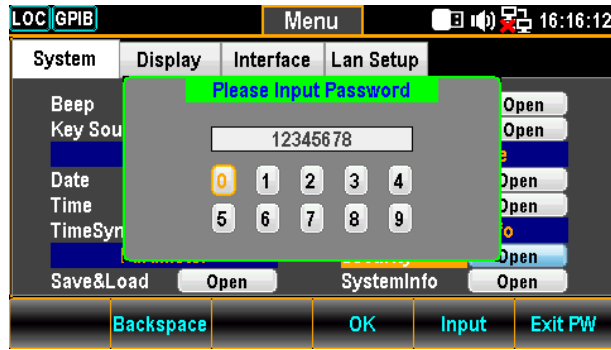 LOC GPIB Menu 16:16:12
System Display Interface Lan Setup
Please Input Password
Beep Open
Key Sou Open
12345678
Date 0 1 2 3 4 Open
Time Open
5 6 7 8 9
TimeSyn
Open
Save&Load Open SystemInfo Open
Backspace OK Input Exit PW